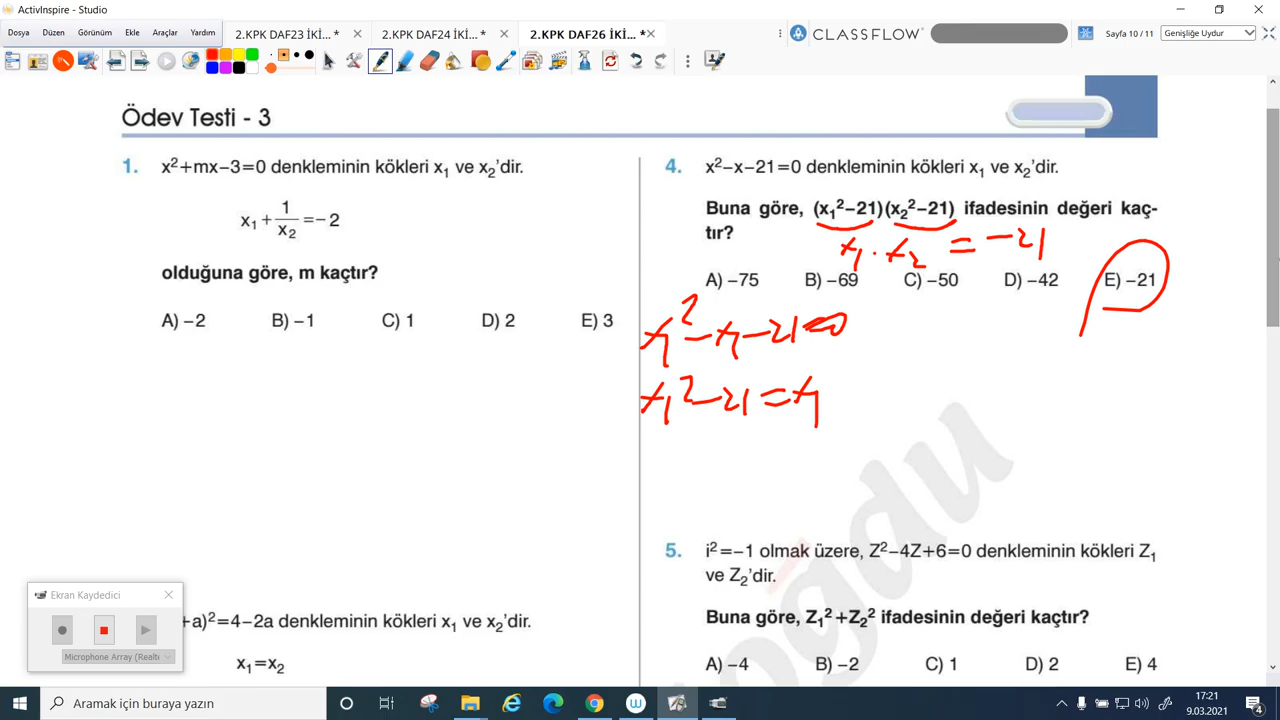 ActivInspire - Studio
Dosya Düzen Görünüm Ekle Araçlar Yardım
2.KPK DAF23 İKİ... * 2.KPK DAF24 İKİ... * 2.KPK DAF26 İKİ... *
CLASSFLOW
Sayfa 10 / 11
Genişliğe Uydur
Ödev Testi - 3
1. x²+mx−3=0 denkleminin kökleri x₁ ve x₂'dir.
x₁ + 1/x₂ = −2
olduğuna göre, m kaçtır?
A) −2 B) −1 C) 1 D) 2 E) 3
+a)²=4−2a denkleminin kökleri x₁ ve x₂'dir.
x₁=x₂
4. x²−x−21=0 denkleminin kökleri x₁ ve x₂'dir.
Buna göre, (x₁²−21)(x₂²−21) ifadesinin değeri kaç-
tır?
x₁ . x₂ = −21
A) −75 B) −69 C) −50 D) −42 E) −21
x₁² − x₁ − 21 = 0
x₁² − 21 = x₁
5. i²=−1 olmak üzere, Z²−4Z+6=0 denkleminin kökleri Z₁
ve Z₂'dir.
Buna göre, Z₁²+Z₂² ifadesinin değeri kaçtır?
A) −4 B) −2 C) 1 D) 2 E) 4
oğdu
Ekran Kaydedici
Microphone Array (Realte
Aramak için buraya yazın
17:21
9.03.2021
4